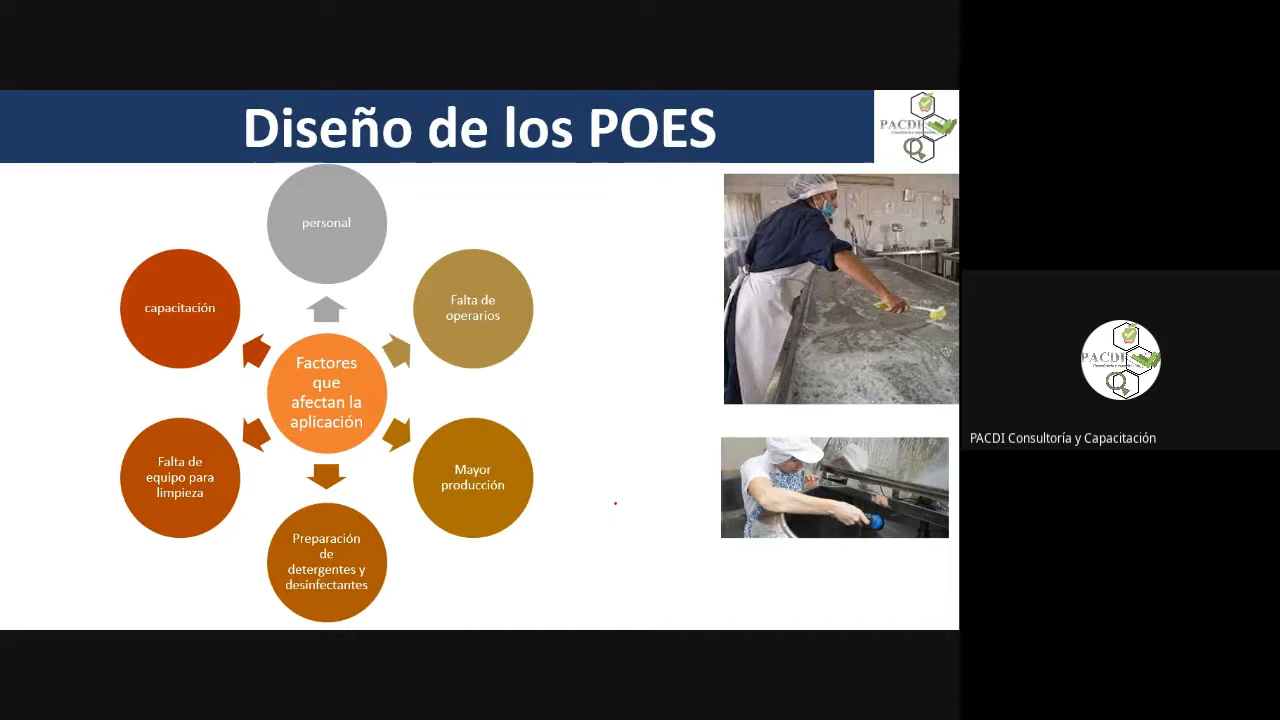 Diseño de los POES
PACDI
personal
Falta de
operarios
Mayor
producción
Preparación
de
detergentes y
desinfectantes
Falta de
equipo para
limpieza
capacitación
Factores
que
afectan la
aplicación
PACDI
PACDI Consultoría y Capacitación